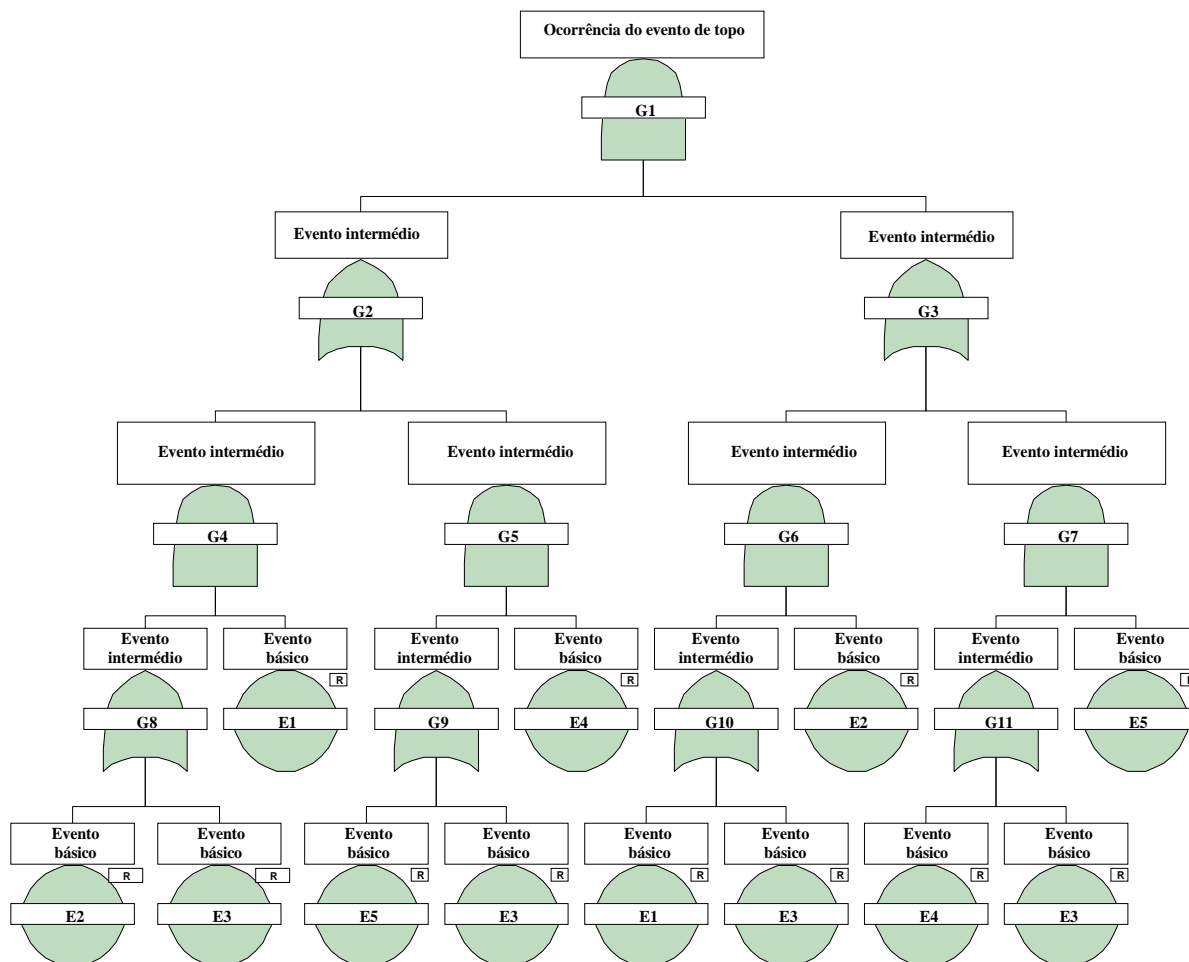 Ocorrência do evento de topo
G1
Evento intermédio
Evento intermédio
G2
G3
Evento intermédio
Evento intermédio
Evento intermédio
Evento intermédio
G4
G5
G6
G7
Evento
intermédio
Evento
básico
Evento
intermédio
Evento
básico
Evento
intermédio
Evento
básico
Evento
intermédio
Evento
básico
R
R
R
R
G8
E1
G9
E4
G10
E2
G11
E5
Evento
básico
Evento
básico
Evento
básico
Evento
básico
Evento
básico
Evento
básico
Evento
básico
Evento
básico
R
R
R
R
R
R
R
R
E2
E3
E5
E3
E1
E3
E4
E3